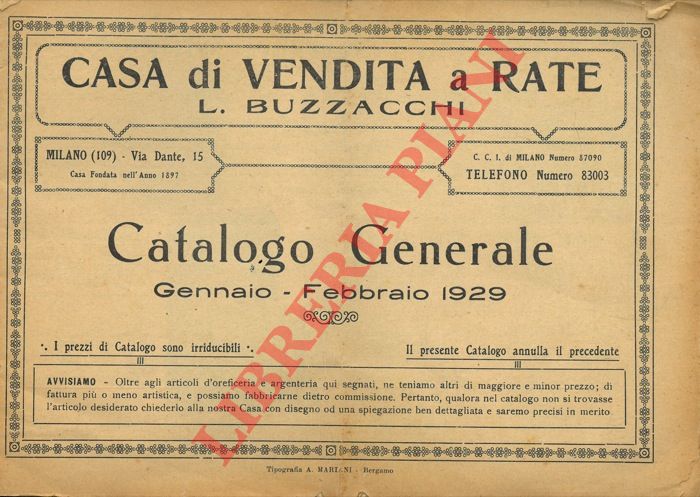 CASA di VENDITA a RATE
L. BUZZACCHI
MILANO (109) - Via Dante, 15
Casa Fondata nell'Anno 1897
C. C. I. di MILANO Numero 87090
TELEFONO Numero 83003
Catalogo Generale
Gennaio - Febbraio 1929
I prezzi di Catalogo sono irriducibili
Il presente Catalogo annulla il precedente
AVVISIAMO - Oltre agli articoli d'oreficeria e argenteria qui segnati, ne teniamo altri di maggiore e minor prezzo; di
fattura più o meno artistica, e possiamo fabbricarne dietro commissione. Pertanto, qualora nel catalogo non si trovasse
l'articolo desiderato chiederlo alla nostra Casa con disegno od una spiegazione ben dettagliata e saremo precisi in merito
Tipografia A. MARIANI - Bergamo
LIBRERIA PIANI